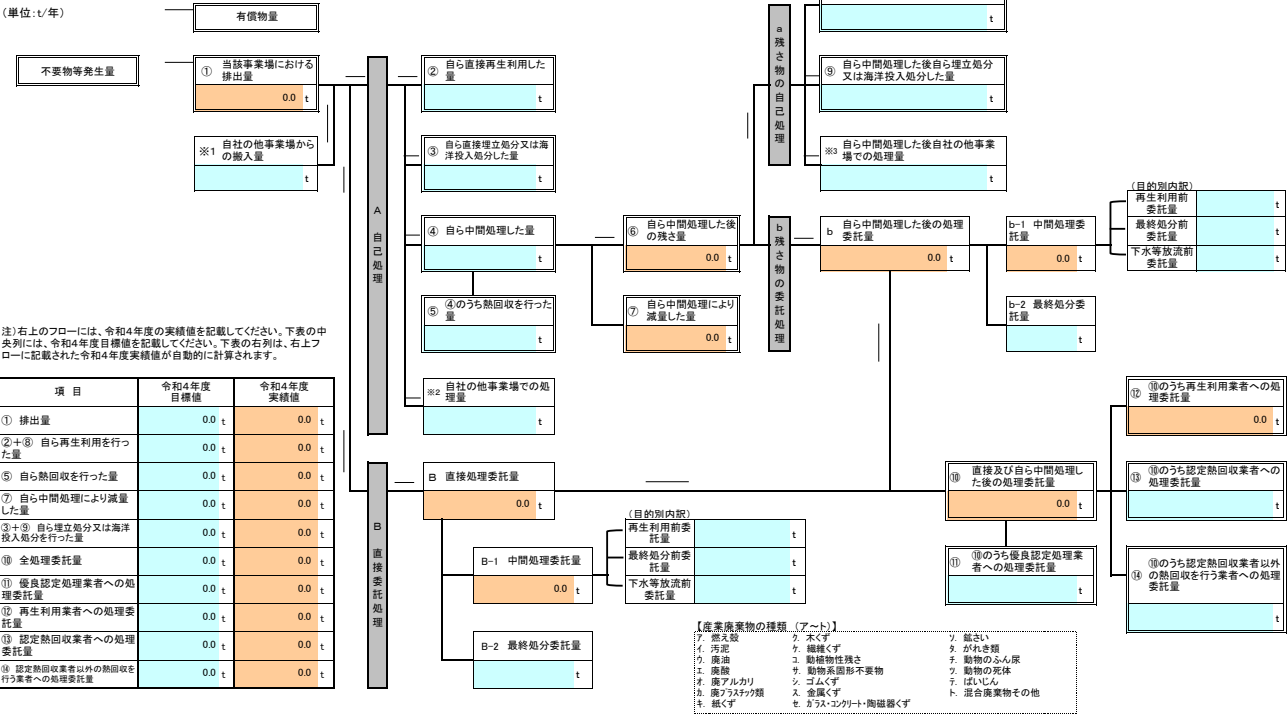 (単位:t/年)
有償物量
不要物等発生量
① 当該事業場における
排出量
0.0 t
※1 自社の他事業場から
の搬入量
t
A 自己処理
② 自ら直接再生利用した
量
t
③ 自ら直接埋立処分又は海
洋投入処分した量
t
④ 自ら中間処理した量
t
⑤ ④のうち熱回収を行った
量
t
※2 自社の他事業場での処
理量
t
⑥ 自ら中間処理した後
の残さ量
0.0 t
⑦ 自ら中間処理により
減量した量
0.0 t
a 残さ物の自己処理
t
⑨ 自ら中間処理した後自ら埋立処分
又は海洋投入処分した量
t
※3 自ら中間処理した後自社の他事業
場での処理量
t
b 残さ物の委託処理
b 自ら中間処理した後の処理
委託量
0.0 t
b-1 中間処理委
託量
0.0 t
(目的別内訳)
再生利用前
委託量 t
最終処分前
委託量 t
下水等放流前
委託量 t
b-2 最終処分委
託量
t
注)右上のフローには、令和4年度の実績値を記載してください。下表の中
央列には、令和4年度目標値を記載してください。下表の右列は、右上フ
ローに記載された令和4年度実績値が自動的に計算されます。
項 目 令和4年度
目標値 令和4年度
実績値
① 排出量 0.0 t 0.0 t
②+⑧ 自ら再生利用を行っ
た量 0.0 t 0.0 t
⑤ 自ら熱回収を行った量 0.0 t 0.0 t
⑦ 自ら中間処理により減量
した量 0.0 t 0.0 t
③+⑨ 自ら埋立処分又は海洋
投入処分を行った量 0.0 t 0.0 t
⑩ 全処理委託量 0.0 t 0.0 t
⑪ 優良認定処理業者への処
理委託量 0.0 t 0.0 t
⑫ 再生利用業者への処理委
託量 0.0 t 0.0 t
⑬ 認定熱回収業者への処理
委託量 0.0 t 0.0 t
⑭ 認定熱回収業者以外の熱回収を
行う業者への処理委託量 0.0 t 0.0 t
B 直接委託処理
B 直接処理委託量
0.0 t
B-1 中間処理委託量
0.0 t
(目的別内訳)
再生利用前委
託量 t
最終処分前委
託量 t
下水等放流前
委託量 t
B-2 最終処分委託量
t
⑩ 直接及び自ら中間処理し
た後の処理委託量
0.0 t
⑪ ⑩のうち優良認定処理業
者への処理委託量
t
⑫ ⑩のうち再生利用業者への処
理委託量
0.0 t
⑬ ⑩のうち認定熱回収業者への
処理委託量
t
⑭ ⑩のうち認定熱回収業者以外
の熱回収を行う業者への処理
委託量
t
【産業廃棄物の種類 (ア～ト)】
ア. 燃え殻 ク. 木くず ソ. 鉱さい
イ. 汚泥 ケ. 繊維くず タ. がれき類
ウ. 廃油 コ. 動植物性残さ チ. 動物のふん尿
エ. 廃酸 サ. 動物系固形不要物 ツ. 動物の死体
オ. 廃アルカリ シ. ゴムくず テ. ばいじん
カ. 廃プラスチック類 ス. 金属くず ト. 混合廃棄物その他
キ. 紙くず セ. ガラス・コンクリート・陶磁器くず